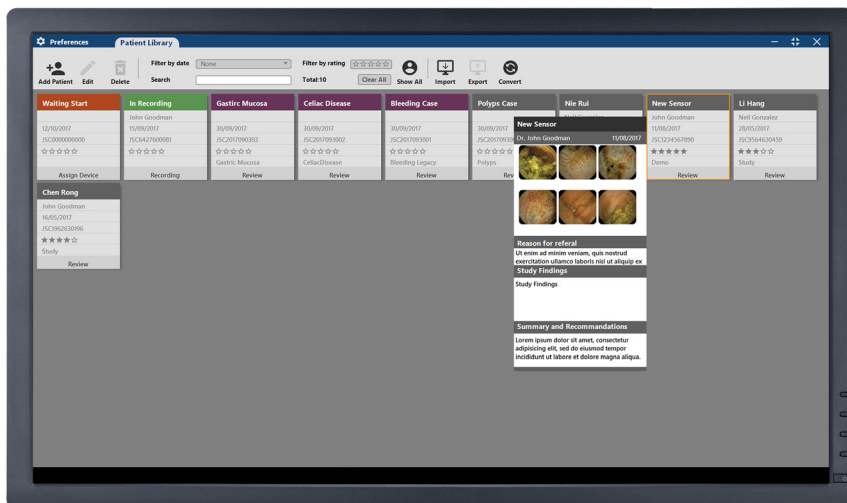 Preferences
Patient Library
Filter by date None
Filter by rating
Add Patient Edit Delete
Search
Total:10 Clear All
Show All Import Export Convert
Waiting Start
12/10/2017
JSC0000000000
Assign Device
In Recording
John Goodman
15/09/2017
JSC6427600081
Recording
Gastirc Mucosa
30/09/2017
JSC2017090303
Gastric Mucosa
Review
Celiac Disease
30/09/2017
JSC2017093002
CeliacDisease
Review
Bleeding Case
30/09/2017
JSC2017093001
Bleeding Legacy
Review
Polyps Case
30/09/2017
Polyps
Nie Rui
New Sensor
Dr. John Goodman 11/08/2017
Reason for referal
Ut enim ad minim veniam, quis nostrud
exercitation ullamco laboris nisi ut aliquip ex
Study Findings
Study Findings
Summary and Recommandations
Lorem ipsum dolor sit amet, consectetur
adipisicing elit, sed do eiusmod tempor
incididunt ut labore et dolore magna aliqua.
New Sensor
John Goodman
11/08/2017
JSC1234567890
Demo
Review
Li Hang
Neil Gonzalez
28/05/2017
JSC9564630459
Study
Review
Chen Rong
John Goodman
16/05/2017
JSC1962630196
Study
Review